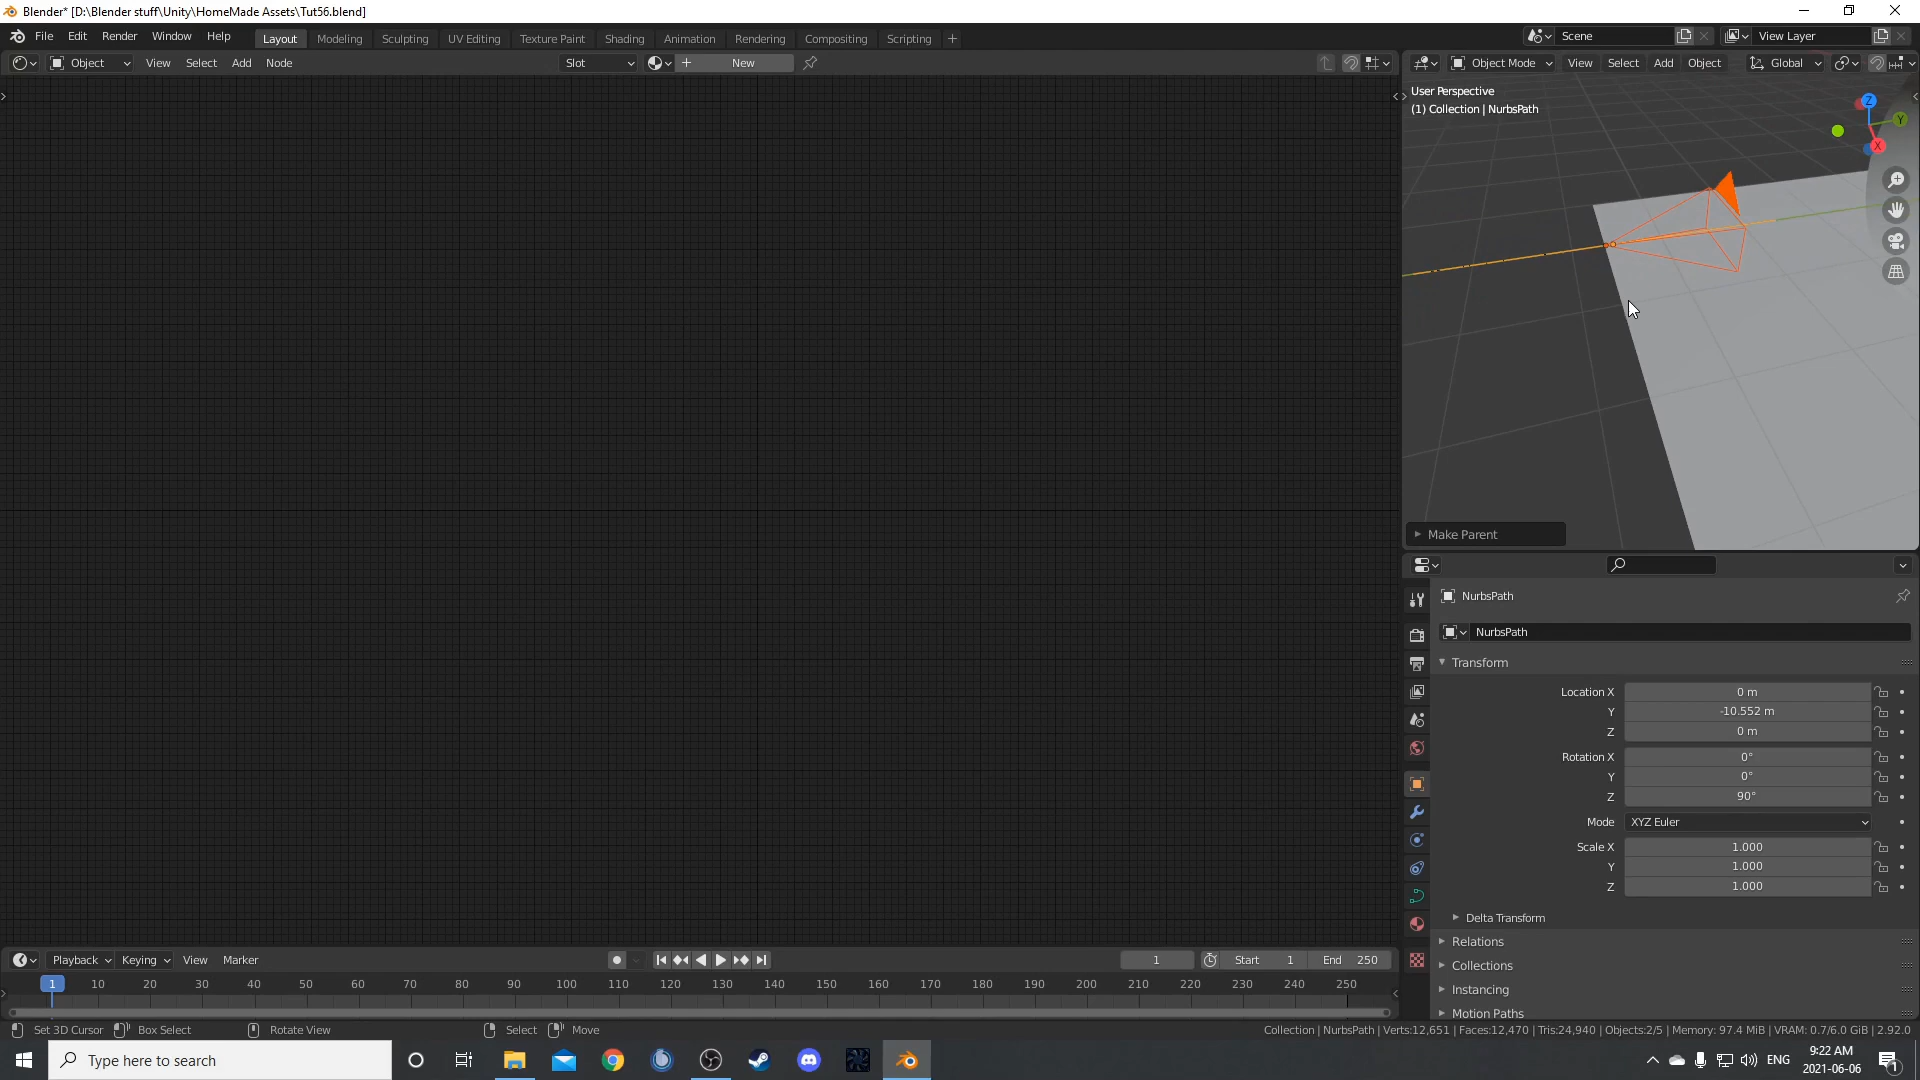 Blender* [D:\Blender stuff\Unity\HomeMade Assets\Tut56.blend]
File Edit Render Window Help Layout Modeling Sculpting UV Editing Texture Paint Shading Animation Rendering Compositing Scripting Scene View Layer
Object View Select Add Node Slot New
Object Mode View Select Add Object Global
User Perspective
(1) Collection | NurbsPath
Z
Y
X
Make Parent
NurbsPath
NurbsPath
Transform
Location X 0 m
Y -10.552 m
Z 0 m
Rotation X 0°
Y 0°
Z 90°
Mode XYZ Euler
Scale X 1.000
Y 1.000
Z 1.000
Delta Transform
Relations
Collections
Instancing
Motion Paths
Playback Keying View Marker 1 Start 1 End 250
1 10 20 30 40 50 60 70 80 90 100 110 120 130 140 150 160 170 180 190 200 210 220 230 240 250
Set 3D Cursor Box Select Rotate View Select Move Collection | NurbsPath | Verts:12,651 | Faces:12,470 | Tris:24,940 | Objects:2/5 | Memory: 97.4 MiB | VRAM: 0.7/6.0 GiB | 2.92.0
Type here to search ENG 9:22 AM
2021-06-06
1